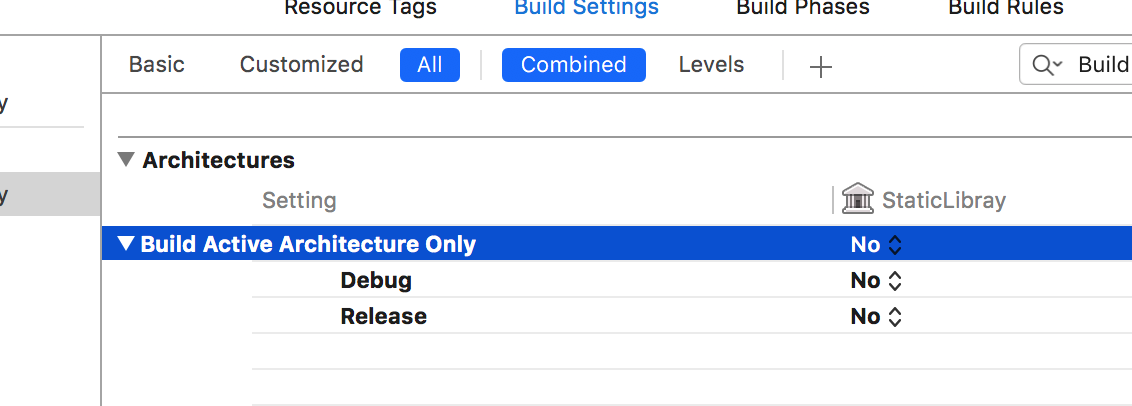 Resource Tags Build Settings Build Phases Build Rules
Basic Customized All Combined Levels + Build
y
Architectures
Setting StaticLibray
y
Build Active Architecture Only No
Debug No
Release No